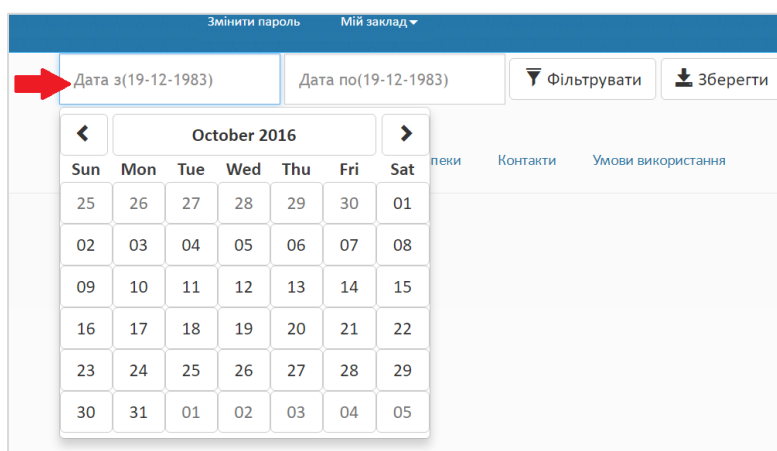 Змінити пароль Мій заклад
Дата з(19-12-1983) Дата по(19-12-1983) Фільтрувати Зберегти
October 2016
Контакти Умови використання
Sun Mon Tue Wed Thu Fri Sat
25 26 27 28 29 30 01
02 03 04 05 06 07 08
09 10 11 12 13 14 15
16 17 18 19 20 21 22
23 24 25 26 27 28 29
30 31 01 02 03 04 05